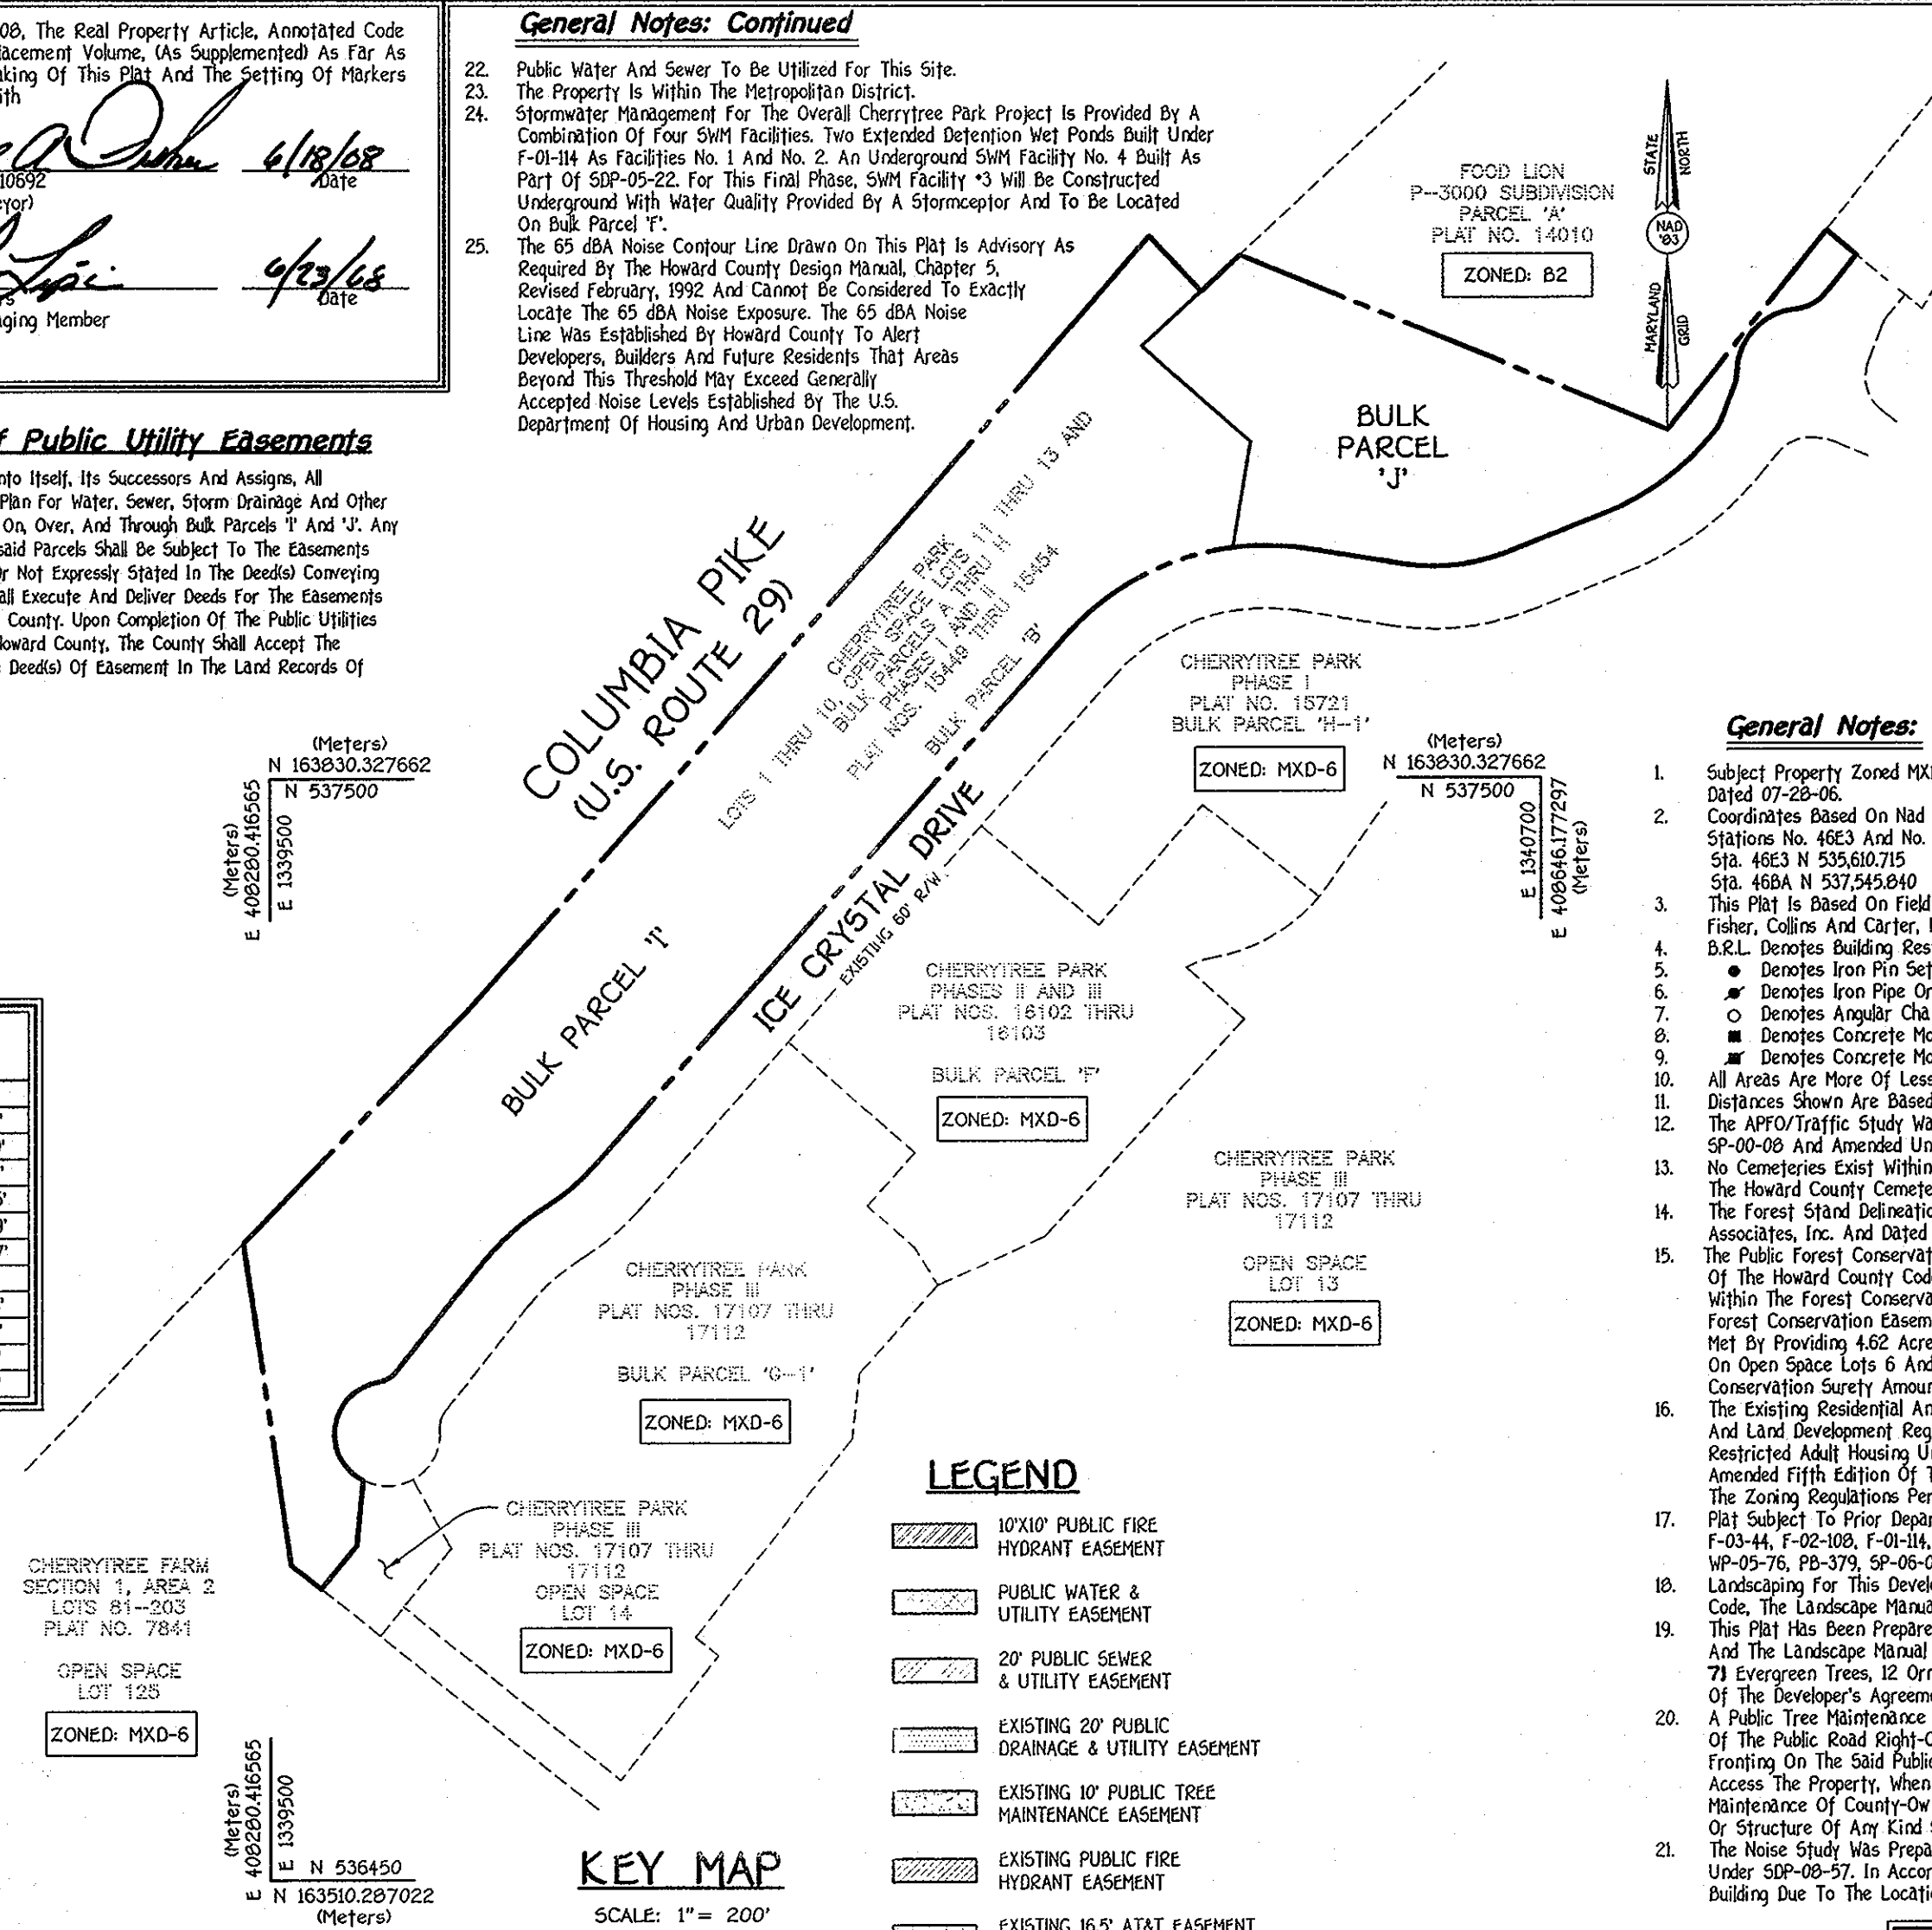 08, The Real Property Article, Annotated Code
lacement Volume, (As Supplemented) As Far As
aking Of This Plat And The Setting Of Markers
ith
6/18/08
10692
Date
yor)
6/23/08
Date
ging Member
f Public Utility Easements
nto Itself, Its Successors And Assigns, All
Plan For Water, Sewer, Storm Drainage And Other
On, Over, And Through Bulk Parcels 'I' And 'J'. Any
said Parcels Shall Be Subject To The Easements
Or Not Expressly Stated In The Deed(s) Conveying
all Execute And Deliver Deeds For The Easements
County. Upon Completion Of The Public Utilities
Howard County, The County Shall Accept The
Deed(s) Of Easement In The Land Records Of
General Notes: Continued
22. Public Water And Sewer To Be Utilized For This Site.
23. The Property Is Within The Metropolitan District.
24. Stormwater Management For The Overall Cherrytree Park Project Is Provided By A
Combination Of Four SWM Facilities. Two Extended Detention Wet Ponds Built Under
F-01-114 As Facilities No. 1 And No. 2. An Underground SWM Facility No. 4 Built As
Part Of SDP-05-22. For This Final Phase, SWM Facility #3 Will Be Constructed
Underground With Water Quality Provided By A Stormceptor And To Be Located
On Bulk Parcel 'F'.
25. The 65 dBA Noise Contour Line Drawn On This Plat Is Advisory As
Required By The Howard County Design Manual, Chapter 5,
Revised February, 1992 And Cannot Be Considered To Exactly
Locate The 65 dBA Noise Exposure. The 65 dBA Noise
Line Was Established By Howard County To Alert
Developers, Builders And Future Residents That Areas
Beyond This Threshold May Exceed Generally
Accepted Noise Levels Established By The U.S.
Department Of Housing And Urban Development.
FOOD LION
P--3000 SUBDIVISION
PARCEL 'A'
PLAT NO. 14010
ZONED: B2
STATE NORTH
NAD '83
MARYLAND GRID
BULK
PARCEL
'J'
COLUMBIA PIKE
(U.S. ROUTE 29)
CHERRYTREE PARK
LOTS 1 THRU 10, OPEN SPACE LOTS 11 THRU 13 AND
BULK PARCELS A THRU H
PHASES I AND II
PLAT NOS. 15449 THRU 15454
BULK PARCEL 'B'
CHERRYTREE PARK
PHASE I
PLAT NO. 15721
BULK PARCEL 'H--1'
ZONED: MXD-6
(Meters)
N 163830.327662
N 537500
E 408280.416565
(Meters)
E 1339500
(Meters)
N 163830.327662
N 537500
E 1340700
E 408646.177297
(Meters)
ICE CRYSTAL DRIVE
EXISTING 60' R/W
BULK PARCEL 'I'
CHERRYTREE PARK
PHASES II AND III
PLAT NOS. 16102 THRU
16103
BULK PARCEL 'F'
ZONED: MXD-6
CHERRYTREE PARK
PHASE III
PLAT NOS. 17107 THRU
17112
OPEN SPACE
LOT 13
ZONED: MXD-6
CHERRYTREE PARK
PHASE III
PLAT NOS. 17107 THRU
17112
BULK PARCEL 'G--1'
ZONED: MXD-6
CHERRYTREE PARK
PHASE III
PLAT NOS. 17107 THRU
17112
OPEN SPACE
LOT 14
ZONED: MXD-6
CHERRYTREE FARM
SECTION 1, AREA 2
LOTS 81--203
PLAT NO. 7841
OPEN SPACE
LOT 125
ZONED: MXD-6
E 408280.416565
(Meters)
E 1339500
N 536450
N 163510.287022
(Meters)
KEY MAP
SCALE: 1"= 200'
LEGEND
10'X10' PUBLIC FIRE
HYDRANT EASEMENT
PUBLIC WATER &
UTILITY EASEMENT
20' PUBLIC SEWER
& UTILITY EASEMENT
EXISTING 20' PUBLIC
DRAINAGE & UTILITY EASEMENT
EXISTING 10' PUBLIC TREE
MAINTENANCE EASEMENT
EXISTING PUBLIC FIRE
HYDRANT EASEMENT
EXISTING 16.5' AT&T EASEMENT
General Notes:
1. Subject Property Zoned MX
Dated 07-28-06.
2. Coordinates Based On Nad
Stations No. 46E3 And No.
Sta. 46E3 N 535,610.715
Sta. 46BA N 537,545.840
3. This Plat Is Based On Field
Fisher, Collins And Carter,
4. B.R.L. Denotes Building Res
5. Denotes Iron Pin Set
6. Denotes Iron Pipe Or
7. Denotes Angular Cha
8. Denotes Concrete Mo
9. Denotes Concrete Mo
10. All Areas Are More Of Less
11. Distances Shown Are Based
12. The APFO/Traffic Study Wa
SP-00-08 And Amended Un
13. No Cemeteries Exist Within
The Howard County Cemete
14. The Forest Stand Delineatio
Associates, Inc. And Dated
15. The Public Forest Conservat
Of The Howard County Cod
Within The Forest Conserva
Forest Conservation Easem
Met By Providing 4.62 Acre
On Open Space Lots 6 And
Conservation Surety Amour
16. The Existing Residential An
And Land Development Reg
Restricted Adult Housing U
Amended Fifth Edition Of T
The Zoning Regulations Per
17. Plat Subject To Prior Depar
F-03-44, F-02-108, F-01-114,
WP-05-76, PB-379, SP-06-0
18. Landscaping For This Devel
Code, The Landscape Manua
19. This Plat Has Been Prepare
And The Landscape Manual
71 Evergreen Trees, 12 Orr
Of The Developer's Agreeme
20. A Public Tree Maintenance
Of The Public Road Right-O
Fronting On The Said Public
Access The Property, When
Maintenance Of County-Ow
Or Structure Of Any Kind
21. The Noise Study Was Prepa
Under SDP-08-57. In Accor
Building Due To The Locati